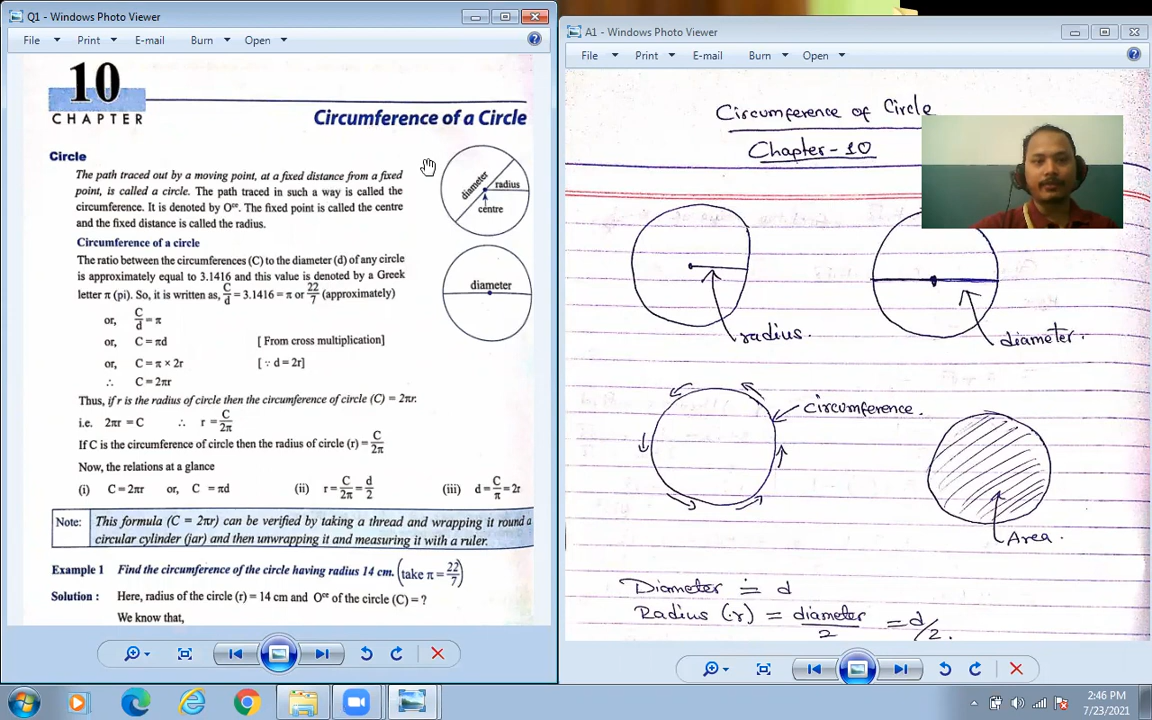 Q1 - Windows Photo Viewer
File Print E-mail Burn Open
10
CHAPTER
Circumference of a Circle
Circle
The path traced out by a moving point, at a fixed distance from a fixed
point, is called a circle. The path traced in such a way is called the
circumference. It is denoted by Oᶜᵉ. The fixed point is called the centre
and the fixed distance is called the radius.
diameter
radius
centre
Circumference of a circle
The ratio between the circumferences (C) to the diameter (d) of any circle
is approximately equal to 3.1416 and this value is denoted by a Greek
letter π (pi). So, it is written as, C/d = 3.1416 = π or 22/7 (approximately)
diameter
or, C/d = π
or, C = πd [ From cross multiplication]
or, C = π × 2r [ ∵ d = 2r]
∴ C = 2πr
Thus, if r is the radius of circle then the circumference of circle (C) = 2πr.
i.e. 2πr = C ∴ r = C/2π
If C is the circumference of circle then the radius of circle (r) = C/2π
Now, the relations at a glance
(i) C = 2πr or, C = πd (ii) r = C/2π = d/2 (iii) d = C/π = 2r
Note: This formula (C = 2πr) can be verified by taking a thread and wrapping it round a
circular cylinder (jar) and then unwrapping it and measuring it with a ruler.
Example 1 Find the circumference of the circle having radius 14 cm. (take π = 22/7)
Solution : Here, radius of the circle (r) = 14 cm and Oᶜᵉ of the circle (C) = ?
We know that,
A1 - Windows Photo Viewer
File Print E-mail Burn Open
Circumference of Circle
Chapter - 10
radius.
diameter.
circumference.
Area.
Diameter = d
Radius (r) = diameter/2 = d/2.
2:46 PM
7/23/2021